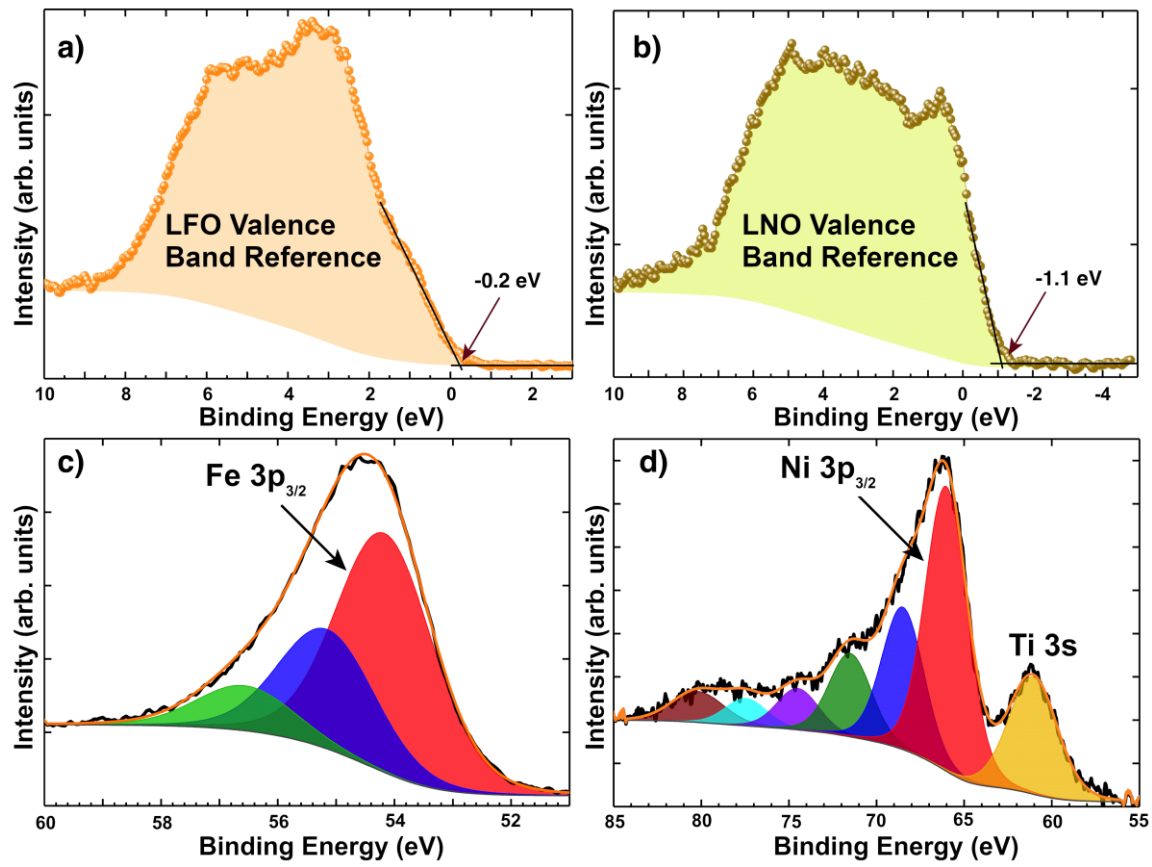 a)
Intensity (arb. units)
LFO Valence
Band Reference
-0.2 eV
10 8 6 4 2 0 2
Binding Energy (eV)
b)
Intensity (arb. units)
LNO Valence
Band Reference
-1.1 eV
10 8 6 4 2 0 -2 -4
Binding Energy (eV)
c)
Intensity (arb. units)
Fe 3p3/2
60 58 56 54 52
Binding Energy (eV)
d)
Intensity (arb. units)
Ni 3p3/2
Ti 3s
85 80 75 70 65 60 55
Binding Energy (eV)